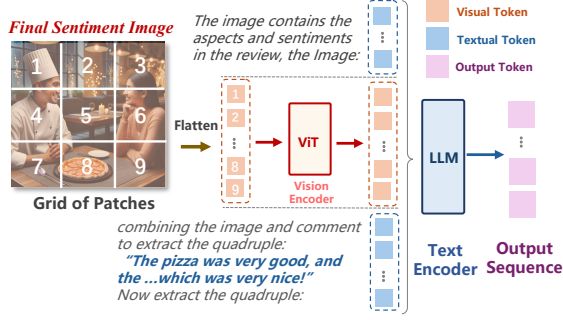 Final Sentiment Image
1 2 3
4 5 6
7 8 9
Grid of Patches
Flatten
The image contains the
aspects and sentiments
in the review, the Image:
1
2
8
9
ViT
Vision
Encoder
combining the image and comment
to extract the quadruple:
“The pizza was very good, and
the ...which was very nice!”
Now extract the quadruple:
LLM
Text
Encoder
Output
Sequence
Visual Token
Textual Token
Output Token